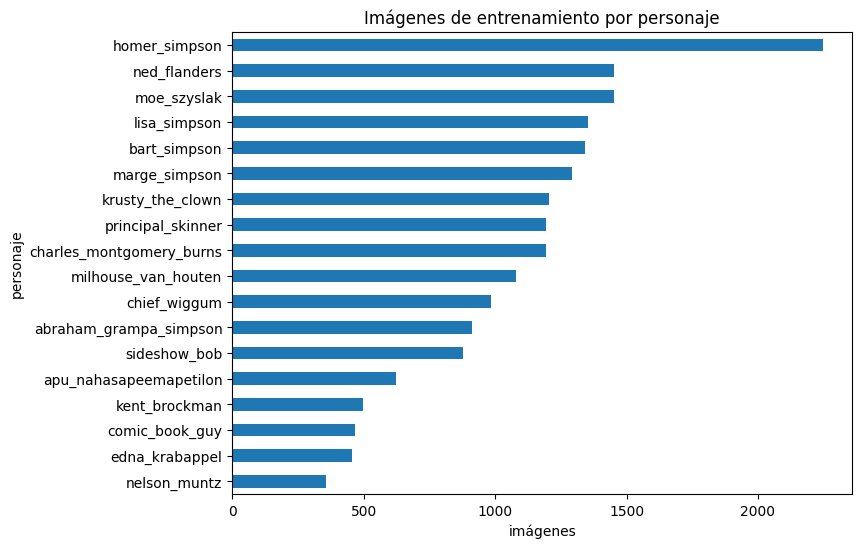 Imágenes de entrenamiento por personaje
homer_simpson
ned_flanders
moe_szyslak
lisa_simpson
bart_simpson
marge_simpson
krusty_the_clown
principal_skinner
charles_montgomery_burns
milhouse_van_houten
chief_wiggum
abraham_grampa_simpson
sideshow_bob
apu_nahasapeemapetilon
kent_brockman
comic_book_guy
edna_krabappel
nelson_muntz
personaje
0 500 1000 1500 2000
imágenes